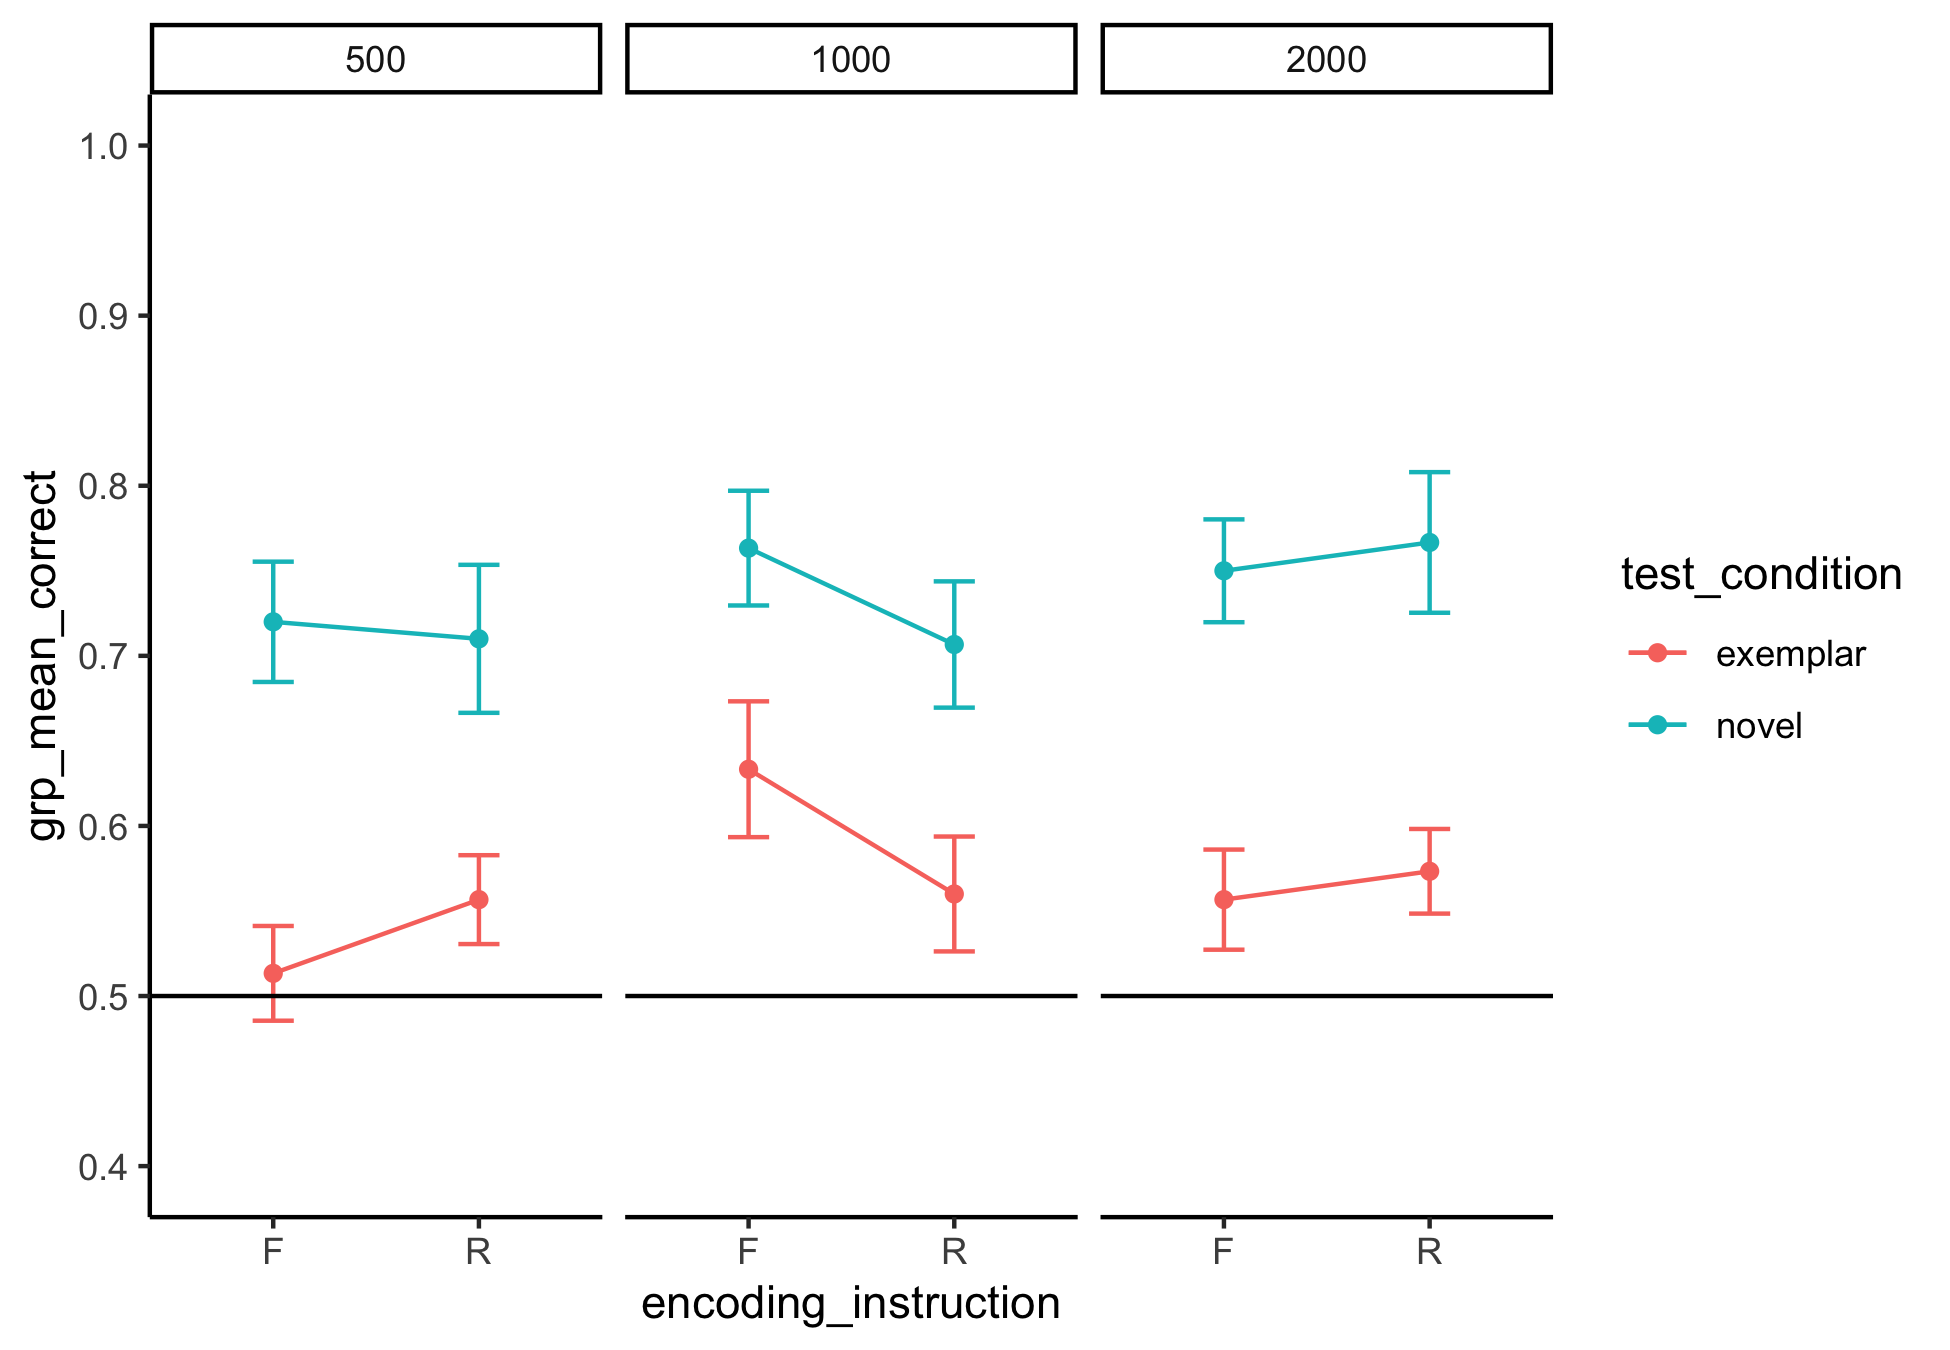 500
1000
2000
1.0
0.9
0.8
0.7
0.6
0.5
0.4
grp_mean_correct
F
R
F
R
F
R
encoding_instruction
test_condition
exemplar
novel